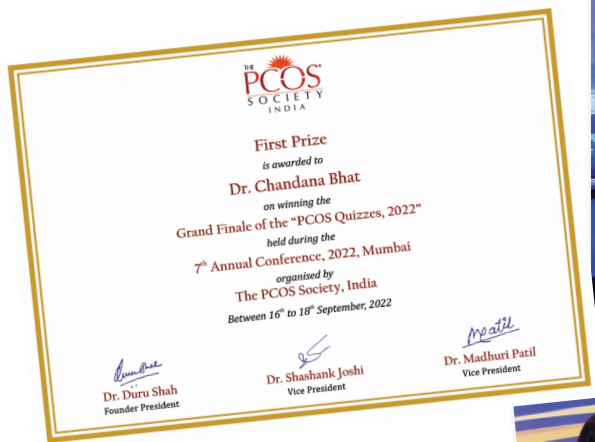 THE
PCOS
SOCIETY
INDIA
First Prize
is awarded to
Dr. Chandana Bhat
on winning the
Grand Finale of the “PCOS Quizzes, 2022”
held during the
7th Annual Conference, 2022, Mumbai
organised by
The PCOS Society, India
Between 16th to 18th September, 2022
Dr. Duru Shah
Founder President
Dr. Shashank Joshi
Vice President
Dr. Madhuri Patil
Vice President